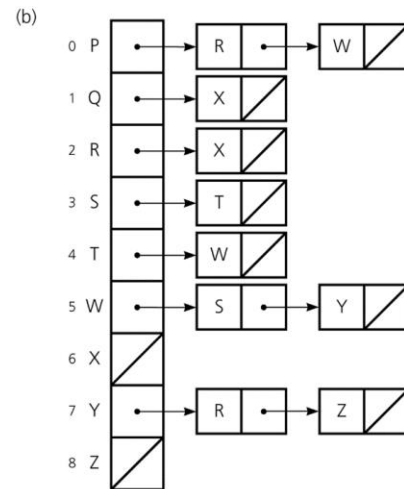 (b)
0 P R W
1 Q X
2 R X
3 S T
4 T W
5 W S Y
6 X
7 Y R Z
8 Z